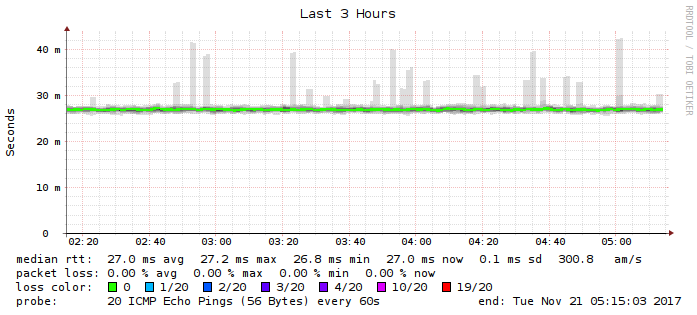 Last 3 Hours
RRDTOOL / TOBI OETIKER
Seconds
40 m
30 m
20 m
10 m
0
02:20 02:40 03:00 03:20 03:40 04:00 04:20 04:40 05:00
median rtt: 27.0 ms avg 27.2 ms max 26.8 ms min 27.0 ms now 0.1 ms sd 300.8 am/s
packet loss: 0.00 % avg 0.00 % max 0.00 % min 0.00 % now
loss color: 0 1/20 2/20 3/20 4/20 10/20 19/20
probe: 20 ICMP Echo Pings (56 Bytes) every 60s end: Tue Nov 21 05:15:03 2017